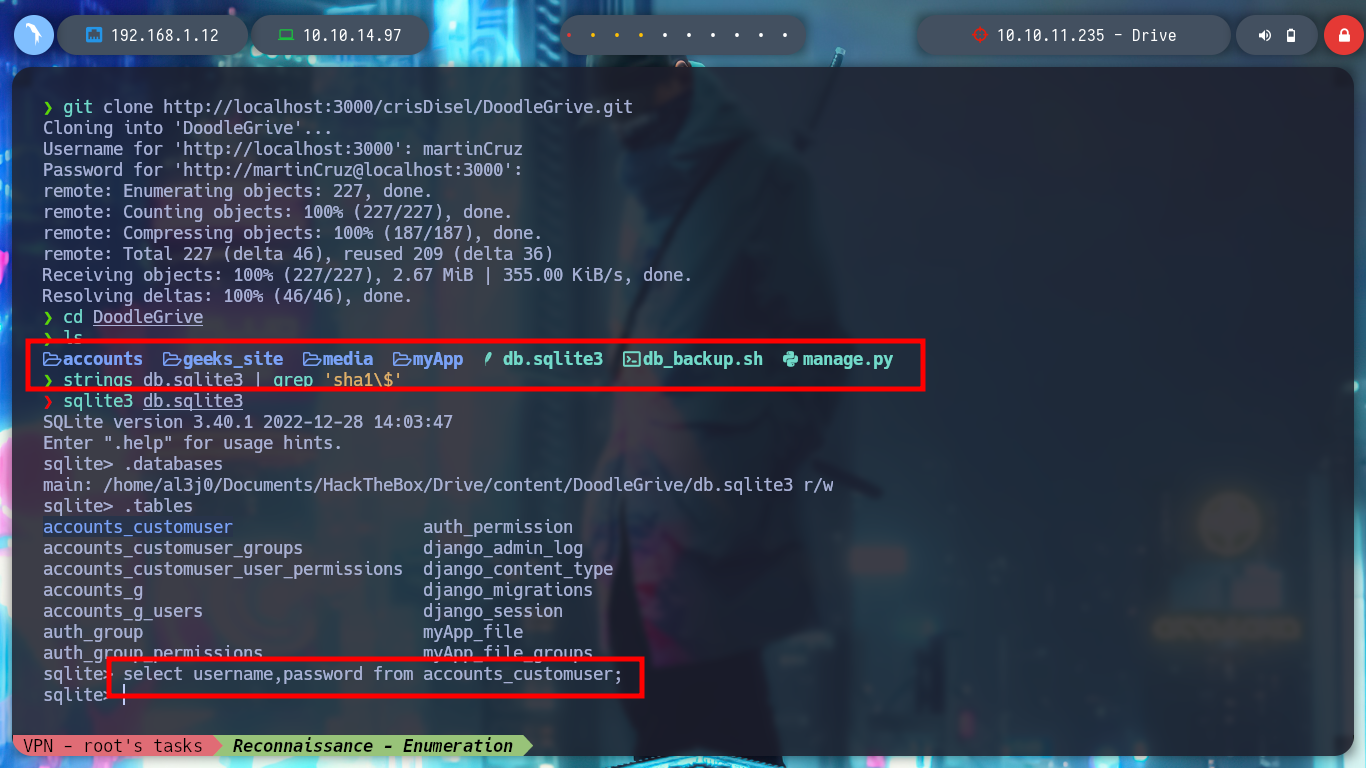 192.168.1.12 10.10.14.97 10.10.11.235 - Drive
❯ git clone http://localhost:3000/crisDisel/DoodleGrive.git
Cloning into 'DoodleGrive'...
Username for 'http://localhost:3000': martinCruz
Password for 'http://martinCruz@localhost:3000':
remote: Enumerating objects: 227, done.
remote: Counting objects: 100% (227/227), done.
remote: Compressing objects: 100% (187/187), done.
remote: Total 227 (delta 46), reused 209 (delta 36)
Receiving objects: 100% (227/227), 2.67 MiB | 355.00 KiB/s, done.
Resolving deltas: 100% (46/46), done.
❯ cd DoodleGrive
❯ ls
accounts geeks_site media myApp db.sqlite3 db_backup.sh manage.py
❯ strings db.sqlite3 | grep 'sha1\$'
❯ sqlite3 db.sqlite3
SQLite version 3.40.1 2022-12-28 14:03:47
Enter ".help" for usage hints.
sqlite> .databases
main: /home/al3j0/Documents/HackTheBox/Drive/content/DoodleGrive/db.sqlite3 r/w
sqlite> .tables
accounts_customuser auth_permission
accounts_customuser_groups django_admin_log
accounts_customuser_user_permissions django_content_type
accounts_g django_migrations
accounts_g_users django_session
auth_group myApp_file
auth_group_permissions myApp_file_groups
sqlite> select username,password from accounts_customuser;
sqlite>
VPN - root's tasks Reconnaissance - Enumeration